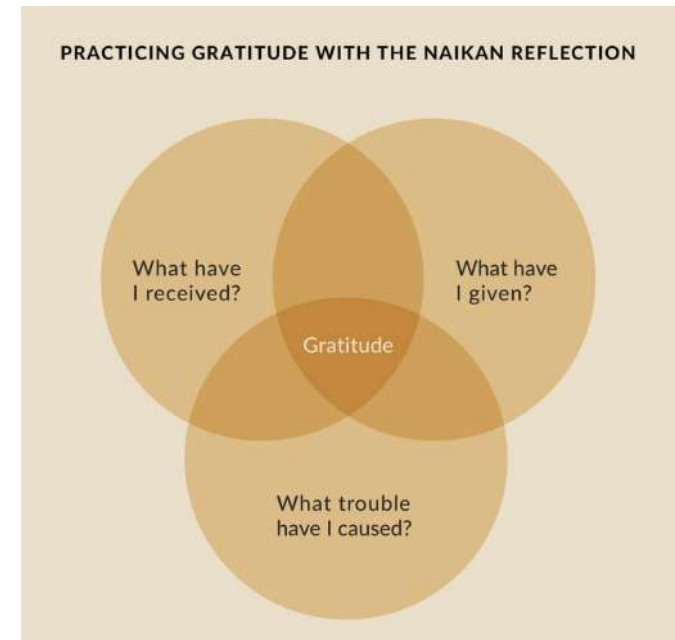 PRACTICING GRATITUDE WITH THE NAIKAN REFLECTION
What have
I received?
What have
I given?
Gratitude
What trouble
have I caused?